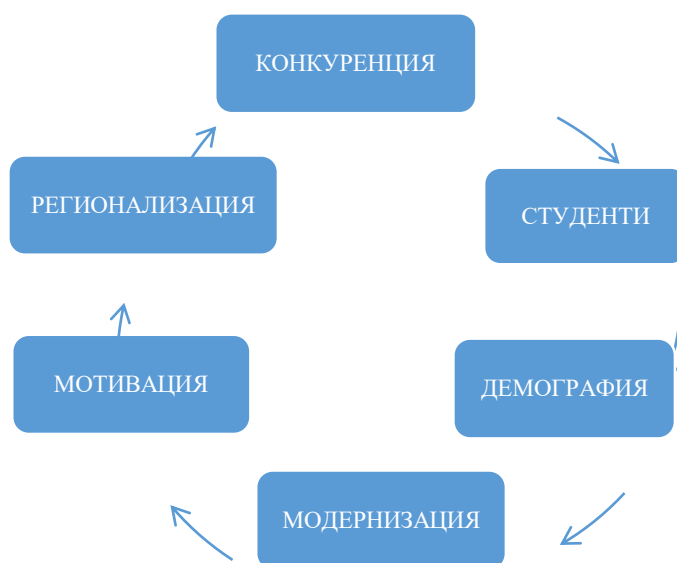 КОНКУРЕНЦИЯ
СТУДЕНТИ
ДЕМОГРАФИЯ
МОДЕРНИЗАЦИЯ
МОТИВАЦИЯ
РЕГИОНАЛИЗАЦИЯ